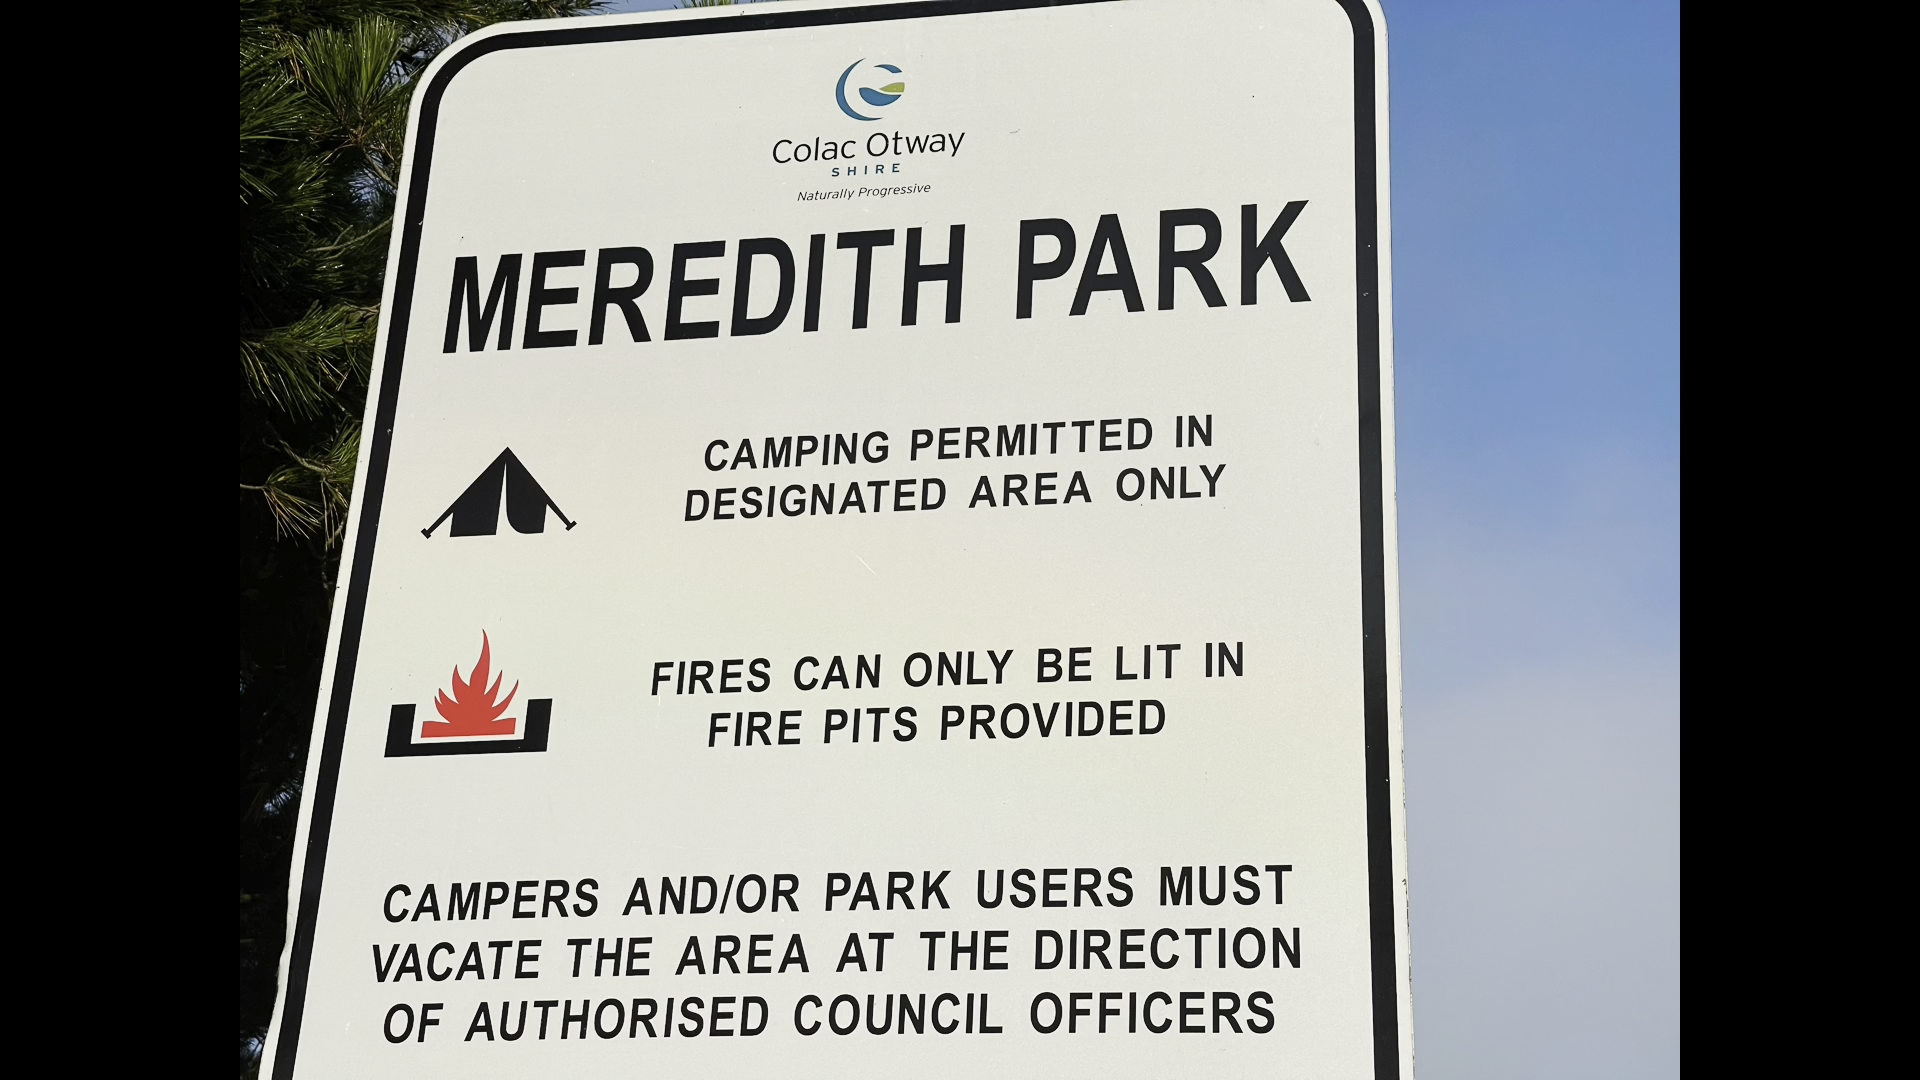 Colac Otway
SHIRE
Naturally Progressive
MEREDITH PARK
CAMPING PERMITTED IN
DESIGNATED AREA ONLY
FIRES CAN ONLY BE LIT IN
FIRE PITS PROVIDED
CAMPERS AND/OR PARK USERS MUST
VACATE THE AREA AT THE DIRECTION
OF AUTHORISED COUNCIL OFFICERS